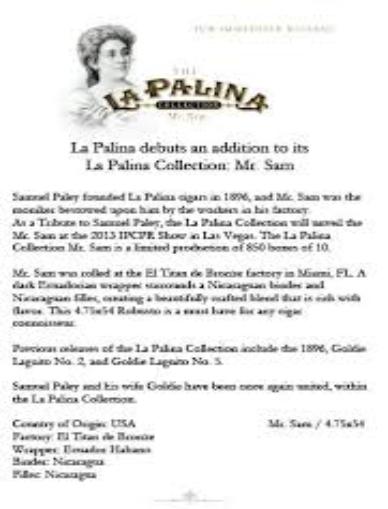 FOR IMMEDIATE RELEASE
THE
LA PALINA
COLLECTION
Mr. Sam
La Palina debuts an addition to its
La Palina Collection: Mr. Sam
Samuel Paley founded La Palina cigars in 1896, and Mr. Sam was the
moniker bestowed upon him by the workers in his factory.
As a Tribute to Samuel Paley, the La Palina Collection will unveil the
Mr. Sam at the 2013 IPCPR Show in Las Vegas. The La Palina
Collection Mr. Sam is a limited production of 850 boxes of 10.
Mr. Sam was rolled at the El Titan de Bronze factory in Miami, FL. A
dark Ecuadorian wrapper surrounds a Nicaraguan binder and
Nicaraguan filler, creating a beautifully crafted blend that is rich with
flavor. This 4.75x54 Robusto is a must have for any cigar
connoisseur.
Previous releases of the La Palina Collection include the 1896, Goldie
Laguito No. 2, and Goldie Laguito No. 5.
Samuel Paley and his wife Goldie have been once again united, within
the La Palina Collection.
Country of Origin: USA
Mr. Sam / 4.75x54
Factory: El Titan de Bronze
Wrapper: Ecuador Habano
Binder: Nicaragua
Filler: Nicaragua